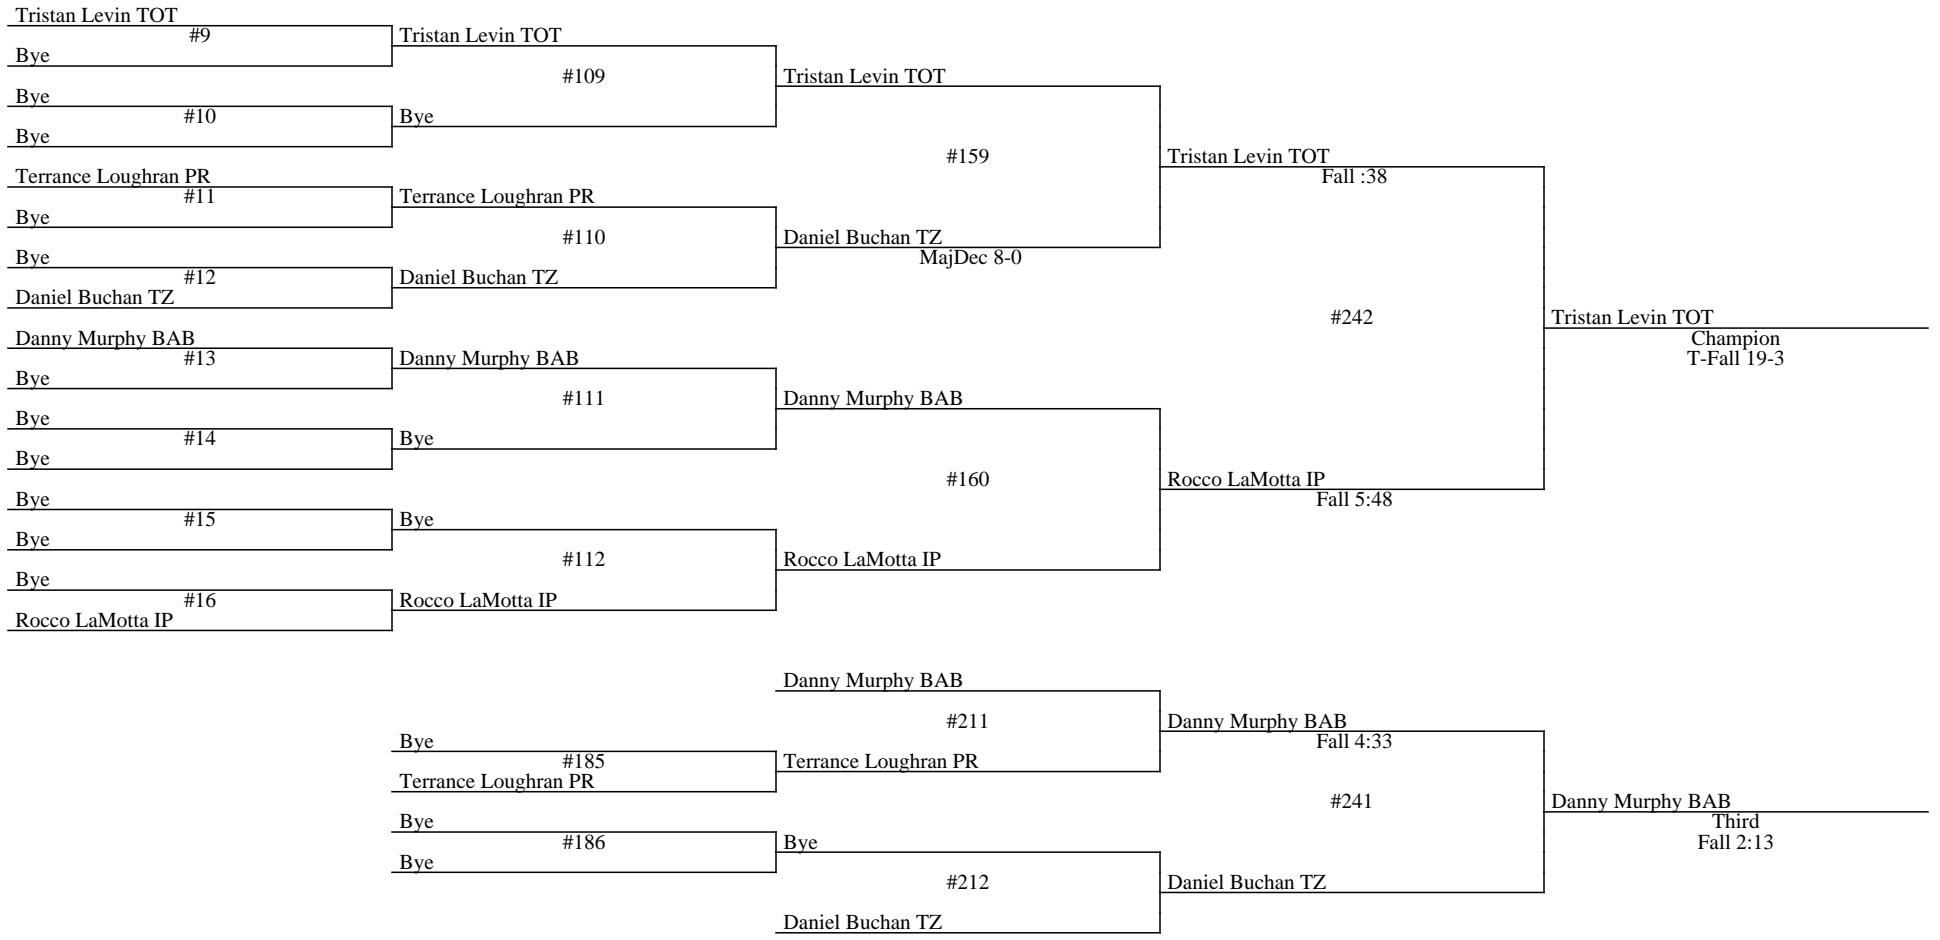 Tristan Levin TOT
#9
Bye
Bye
#10
Bye
Terrance Loughran PR
#11
Bye
Bye
#12
Daniel Buchan TZ
Danny Murphy BAB
#13
Bye
Bye
#14
Bye
Bye
#15
Bye
Bye
#16
Rocco LaMotta IP
Tristan Levin TOT
#109
Bye
Terrance Loughran PR
#110
Daniel Buchan TZ
Danny Murphy BAB
#111
Bye
Bye
#112
Rocco LaMotta IP
Tristan Levin TOT
#159
Daniel Buchan TZ
MajDec 8-0
Danny Murphy BAB
#160
Rocco LaMotta IP
Tristan Levin TOT
Fall :38
#242
Rocco LaMotta IP
Fall 5:48
Tristan Levin TOT
Champion
T-Fall 19-3
Bye
#185
Terrance Loughran PR
Bye
#186
Bye
Danny Murphy BAB
#211
Terrance Loughran PR
Bye
#212
Daniel Buchan TZ
Danny Murphy BAB
Fall 4:33
#241
Daniel Buchan TZ
Danny Murphy BAB
Third
Fall 2:13